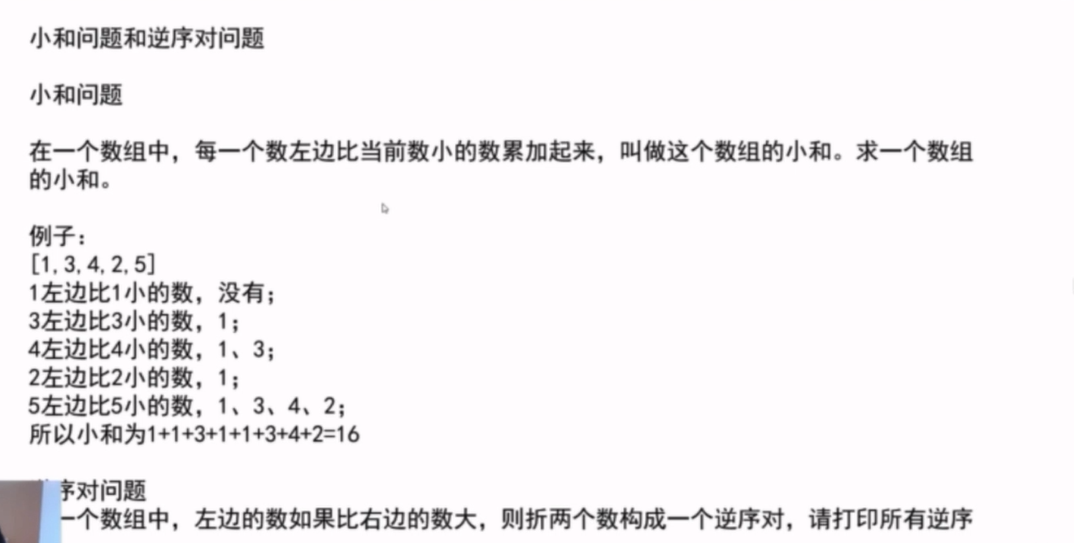 小和问题和逆序对问题
小和问题
在一个数组中，每一个数左边比当前数小的数累加起来，叫做这个数组的小和。求一个数组
的小和。
例子：
[1,3,4,2,5]
1左边比1小的数，没有；
3左边比3小的数，1；
4左边比4小的数，1、3；
2左边比2小的数，1；
5左边比5小的数，1、3、4、2；
所以小和为1+1+3+1+1+3+4+2=16
序对问题
一个数组中，左边的数如果比右边的数大，则折两个数构成一个逆序对，请打印所有逆序